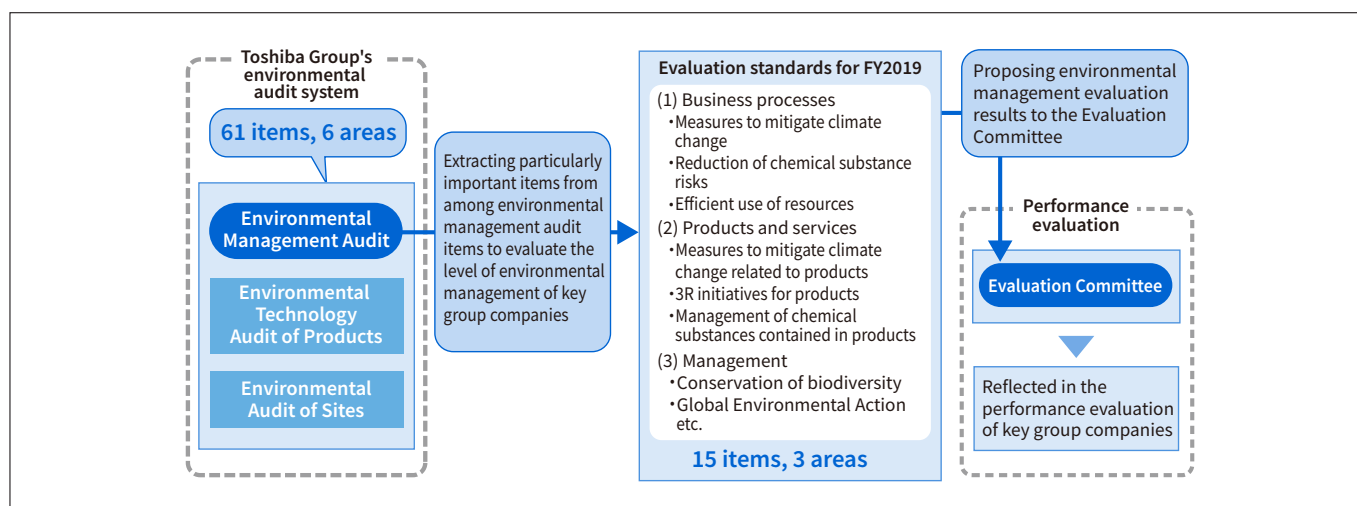 Toshiba Group's
environmental
audit system
61 items, 6 areas
Environmental
Management Audit
Environmental
Technology
Audit of Products
Environmental
Audit of Sites
Extracting particularly
important items from
among environmental
management audit
items to evaluate the
level of environmental
management of key
group companies
Evaluation standards for FY2019
(1) Business processes
・Measures to mitigate climate
change
・Reduction of chemical substance
risks
・Efficient use of resources
(2) Products and services
・Measures to mitigate climate
change related to products
・3R initiatives for products
・Management of chemical
substances contained in products
(3) Management
・Conservation of biodiversity
・Global Environmental Action
etc.
15 items, 3 areas
Proposing environmental
management evaluation
results to the Evaluation
Committee
Performance
evaluation
Evaluation Committee
Reflected in the
performance evaluation
of key group companies